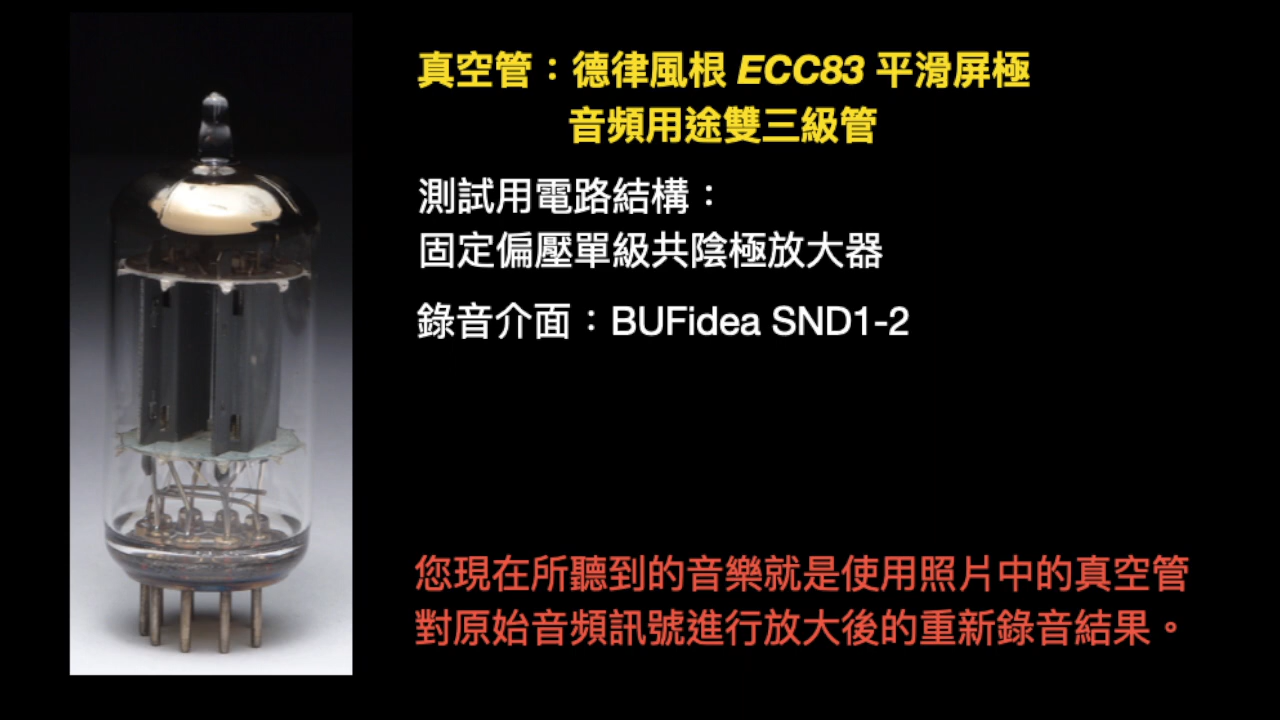 真空管：德律風根 ECC83 平滑屏極
音頻用途雙三級管
測試用電路結構：
固定偏壓單級共陰極放大器
錄音介面：BUFidea SND1-2
您現在所聽到的音樂就是使用照片中的真空管
對原始音頻訊號進行放大後的重新錄音結果。